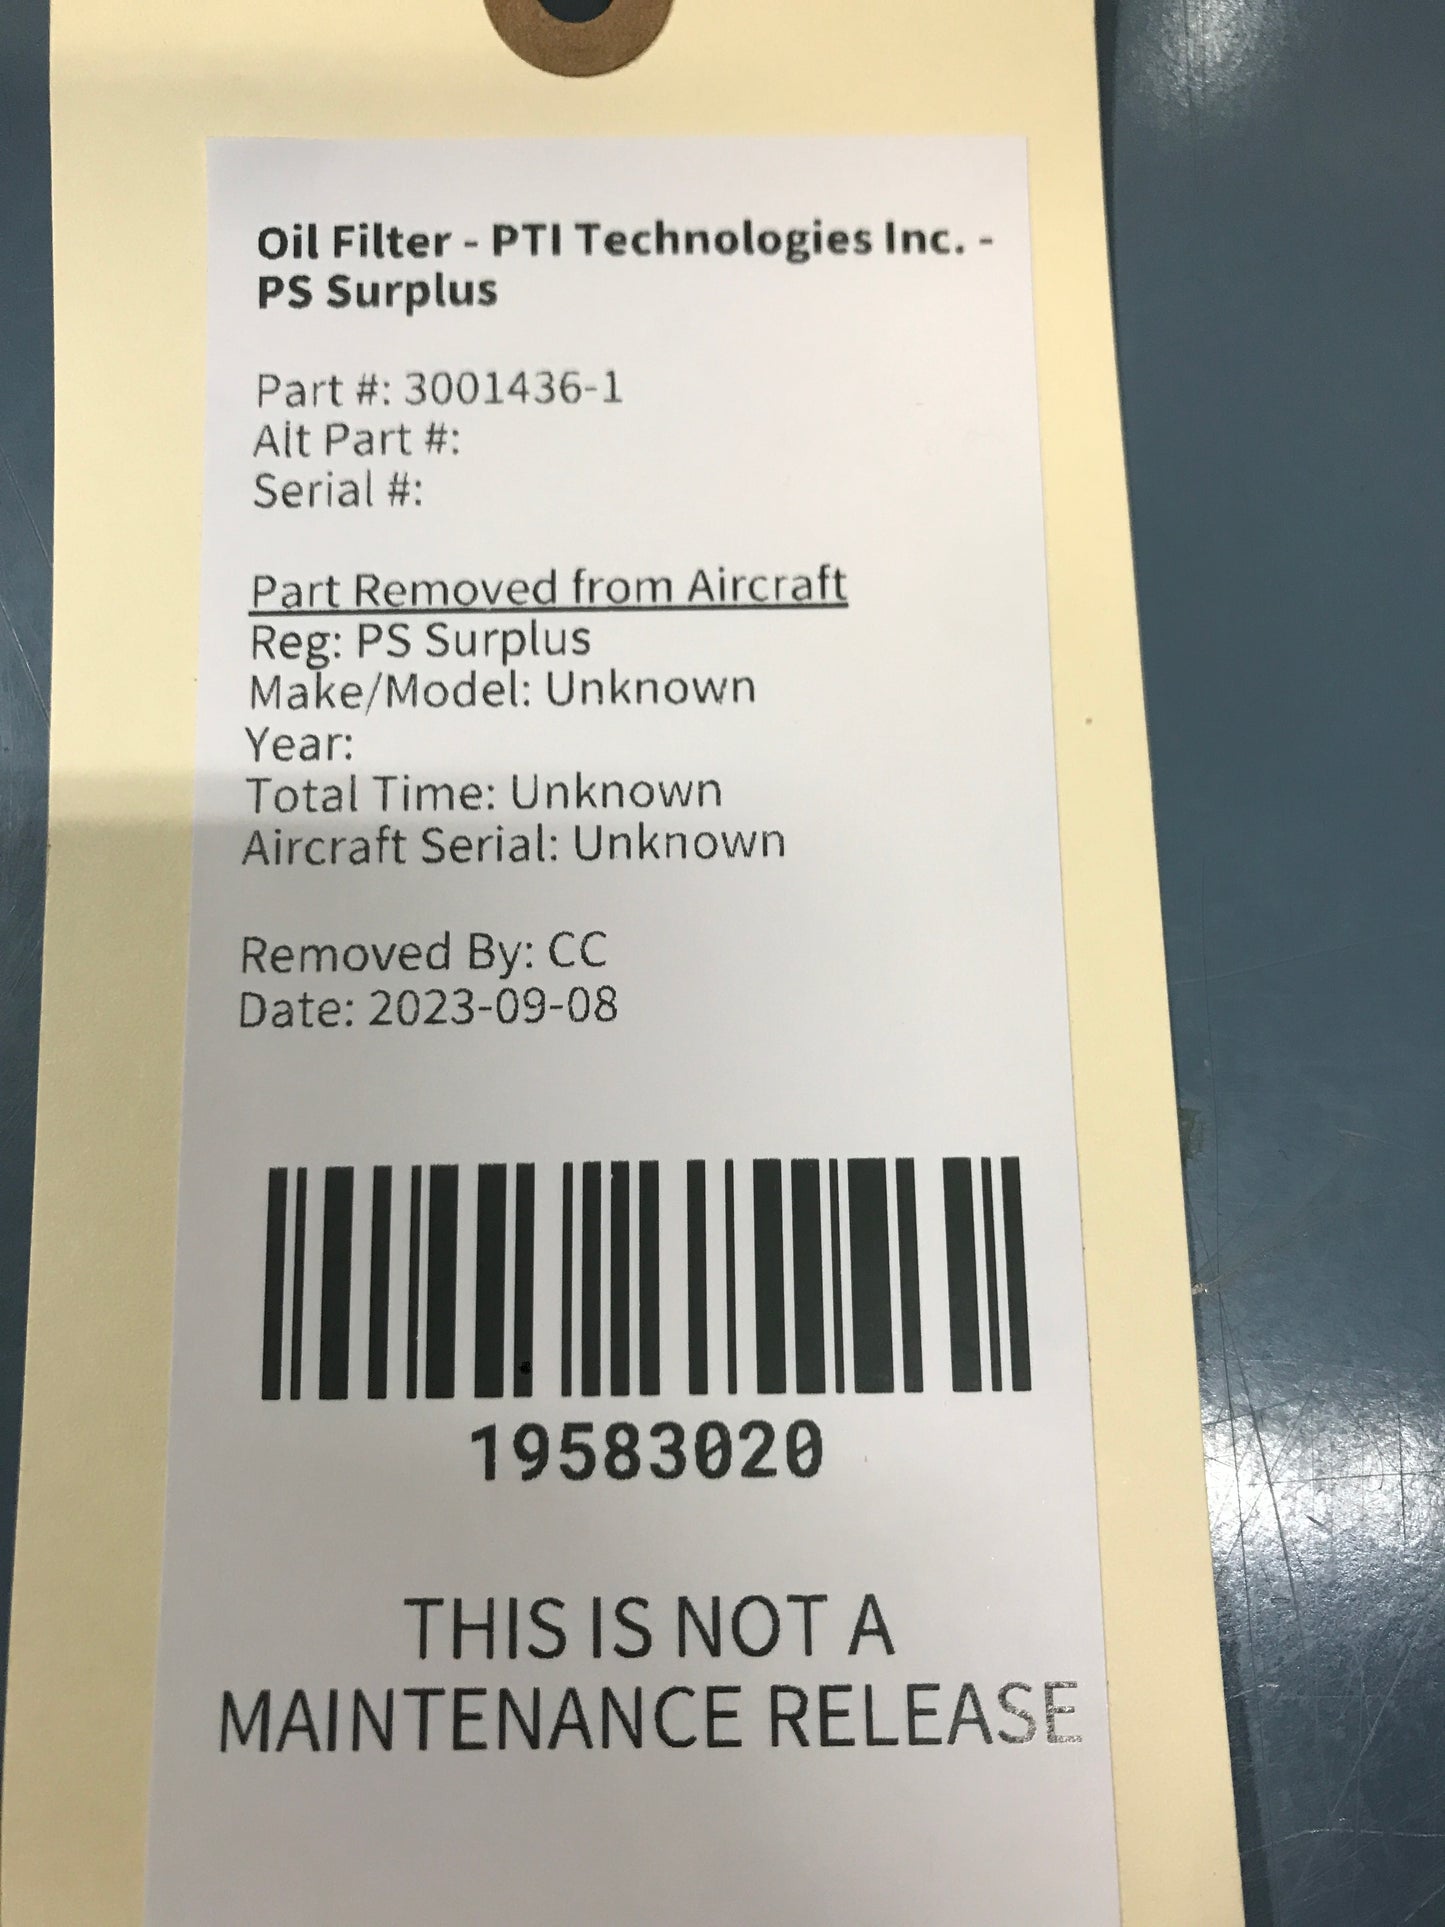 Oil Filter - PTI Technologies Inc. -
PS Surplus
Part #: 3001436-1
Alt Part #:
Serial #:
Part Removed from Aircraft
Reg: PS Surplus
Make/Model: Unknown
Year:
Total Time: Unknown
Aircraft Serial: Unknown
Removed By: CC
Date: 2023-09-08
19583020
THIS IS NOT A
MAINTENANCE RELEASE